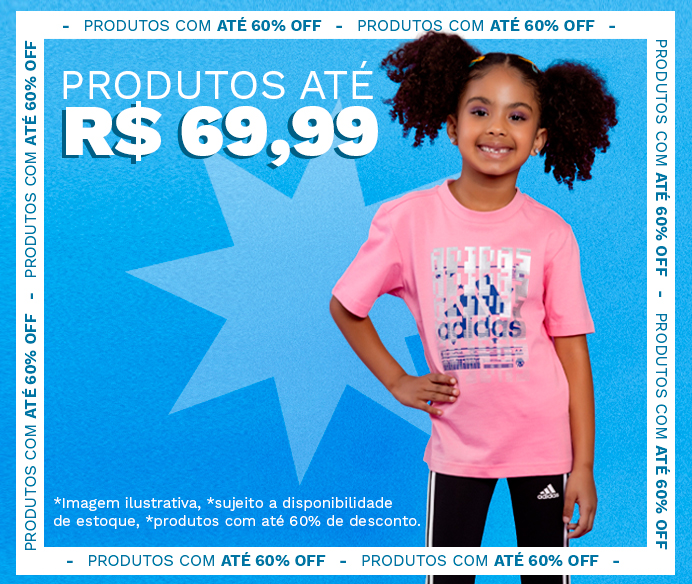 - PRODUTOS COM ATÉ 60% OFF - PRODUTOS COM ATÉ 60% OFF -
PRODUTOS COM ATÉ 60% OFF - PRODUTOS COM ATÉ 60% OFF
PRODUTOS ATÉ
R$ 69,99
adidas
adidas
*Imagem ilustrativa, *sujeito a disponibilidade
de estoque, *produtos com até 60% de desconto.
PRODUTOS COM ATÉ 60% OFF - PRODUTOS COM ATÉ 60% OFF
- PRODUTOS COM ATÉ 60% OFF - PRODUTOS COM ATÉ 60% OFF -